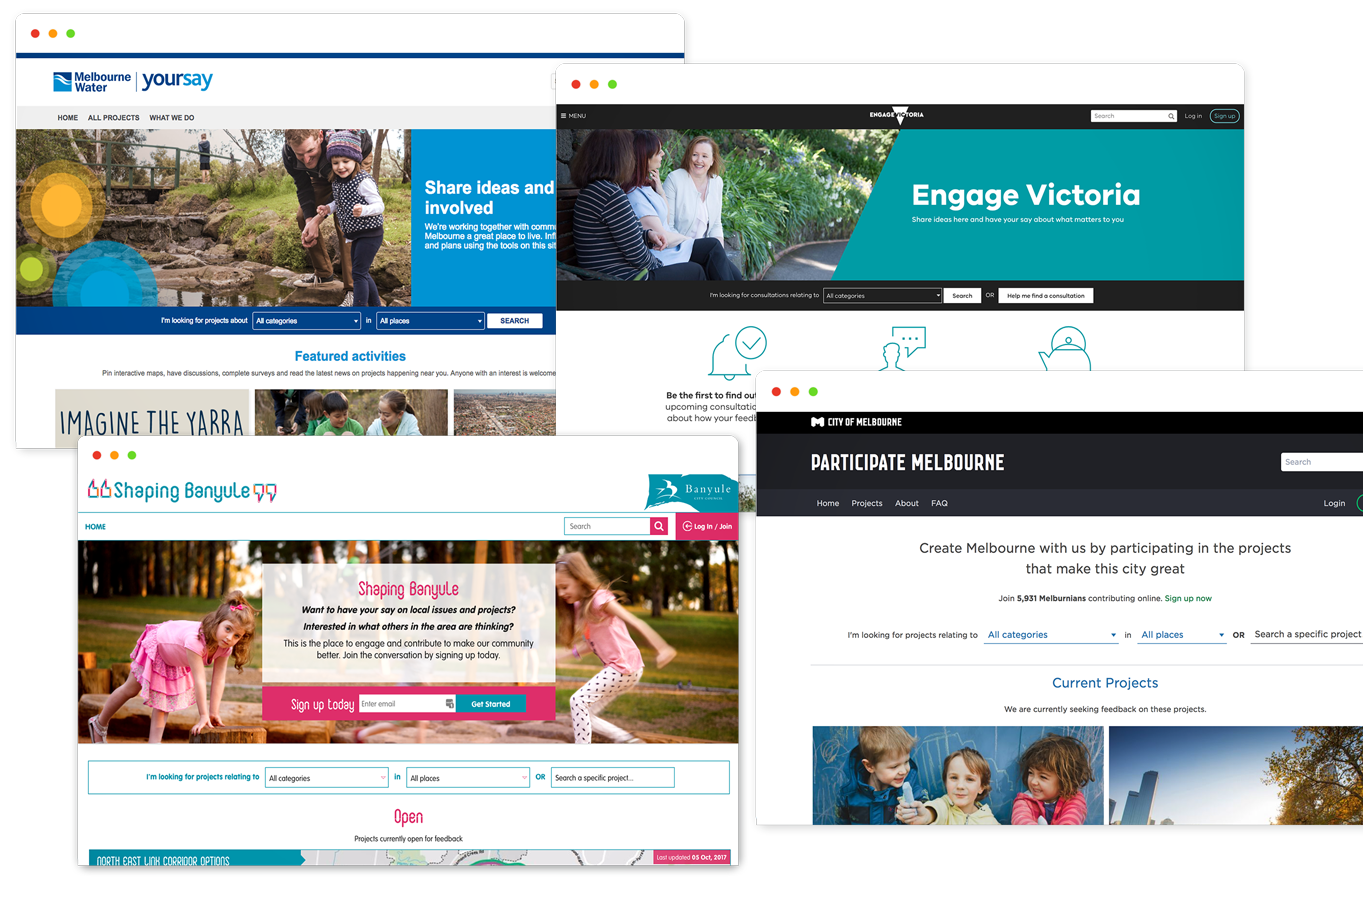 Melbourne
Water
yoursay
HOME ALL PROJECTS WHAT WE DO
Share ideas and
involved
We're working together with
Melbourne a great place to live.
and plans using the tools on this
I'm looking for projects about All categories in All places SEARCH
Featured activities
Pin interactive maps, have discussions, complete surveys and read the latest news on projects happening near you. Anyone with an interest is welcome
IMAGINE THE YARRA
MENU
ENGAGE VICTORIA
Search Log in Sign up
Engage Victoria
Share ideas here and have your say about what matters to you
I'm looking for consultations relating to All categories Search OR Help me find a consultation
Be the first to find out
upcoming
about how your
Shaping Banyule
Banyule
CITY COUNCIL
HOME
Search Log In / Join
Shaping Banyule
Want to have your say on local issues and projects?
Interested in what others in the area are thinking?
This is the place to engage and contribute to make our community
better. Join the conversation by signing up today.
Sign up today Enter email Get Started
I'm looking for projects relating to All categories in All places OR Search a specific project...
Open
Projects currently open for feedback
NORTH EAST LINK CORRIDOR OPTIONS
Last updated 05 Oct, 2017
CITY OF MELBOURNE
PARTICIPATE MELBOURNE
Search
Home Projects About FAQ Login
Create Melbourne with us by participating in the projects
that make this city great
Join 5,931 Melburnians contributing online. Sign up now
I'm looking for projects relating to All categories in All places OR Search a specific project
Current Projects
We are currently seeking feedback on these projects.